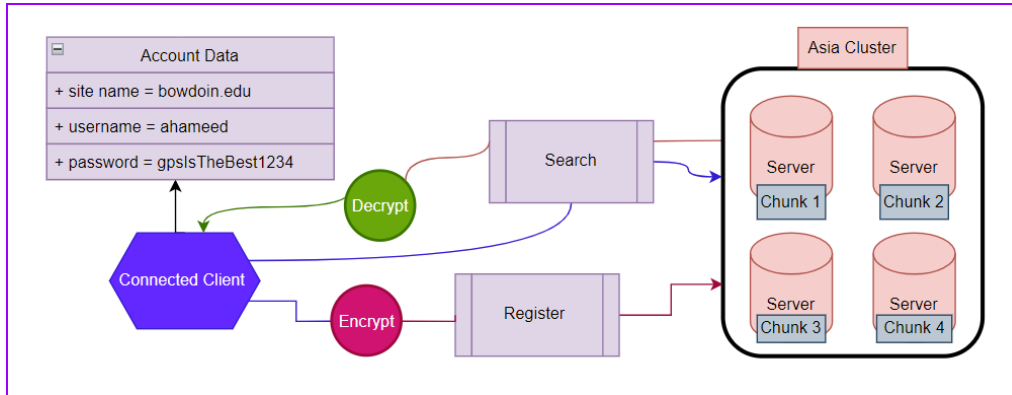 Account Data
+ site name = bowdoin.edu
+ username = ahameed
+ password = gpsIsTheBest1234
Asia Cluster
Search
Decrypt
Server
Chunk 1
Server
Chunk 2
Connected Client
Encrypt
Register
Server
Chunk 3
Server
Chunk 4